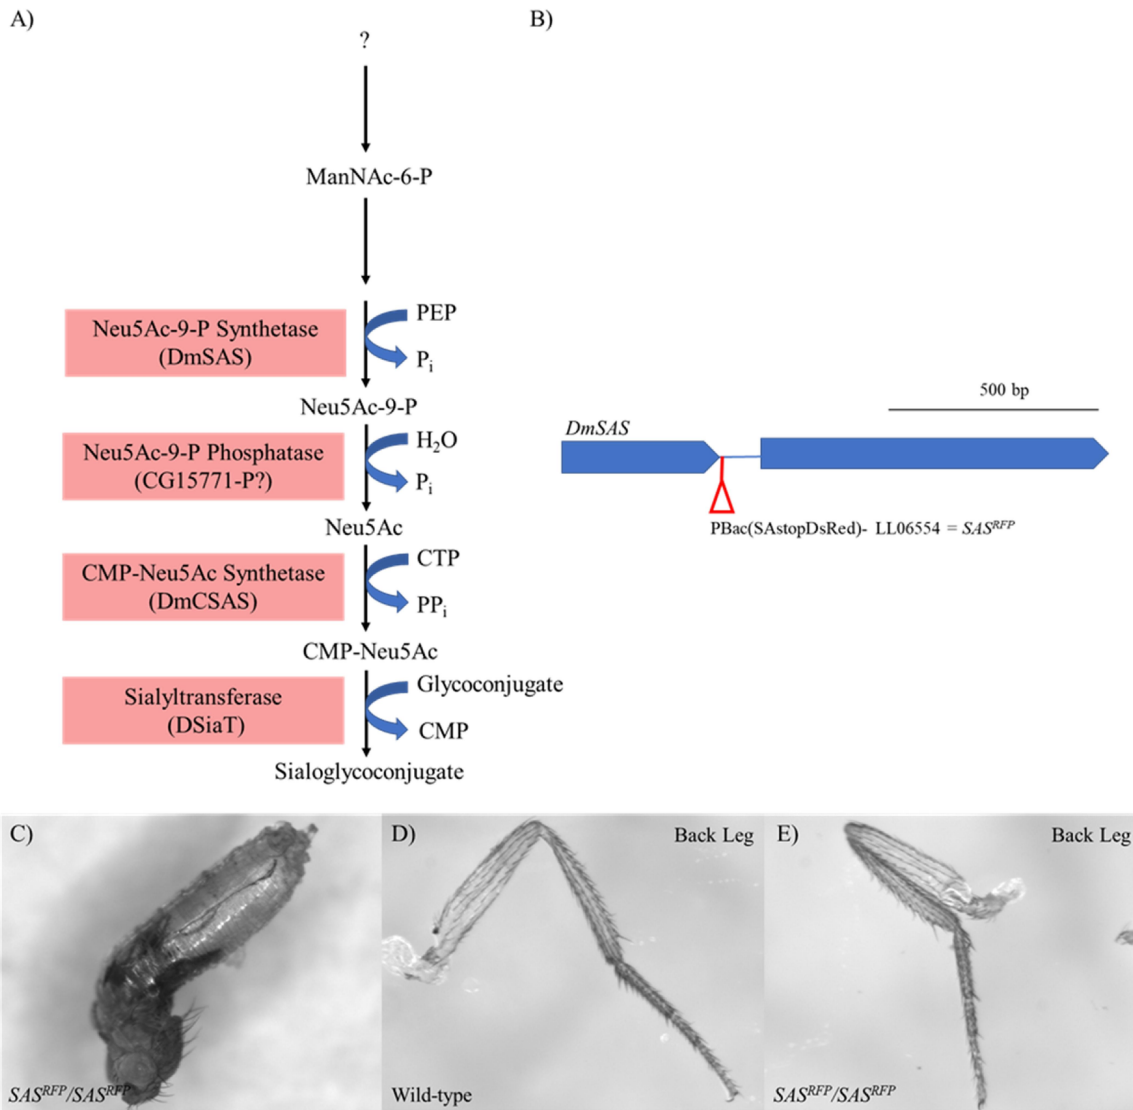 A)
?
ManNAc-6-P
Neu5Ac-9-P Synthetase
(DmSAS)
PEP
Pi
Neu5Ac-9-P
Neu5Ac-9-P Phosphatase
(CG15771-P?)
H2O
Pi
Neu5Ac
CMP-Neu5Ac Synthetase
(DmCSAS)
CTP
PPi
CMP-Neu5Ac
Sialyltransferase
(DSiaT)
Glycoconjugate
CMP
Sialoglycoconjugate
B)
500 bp
DmSAS
PBac(SAstopDsRed)- LL06554 = SASRFP
C)
SASRFP/SASRFP
D)
Back Leg
Wild-type
E)
Back Leg
SASRFP/SASRFP